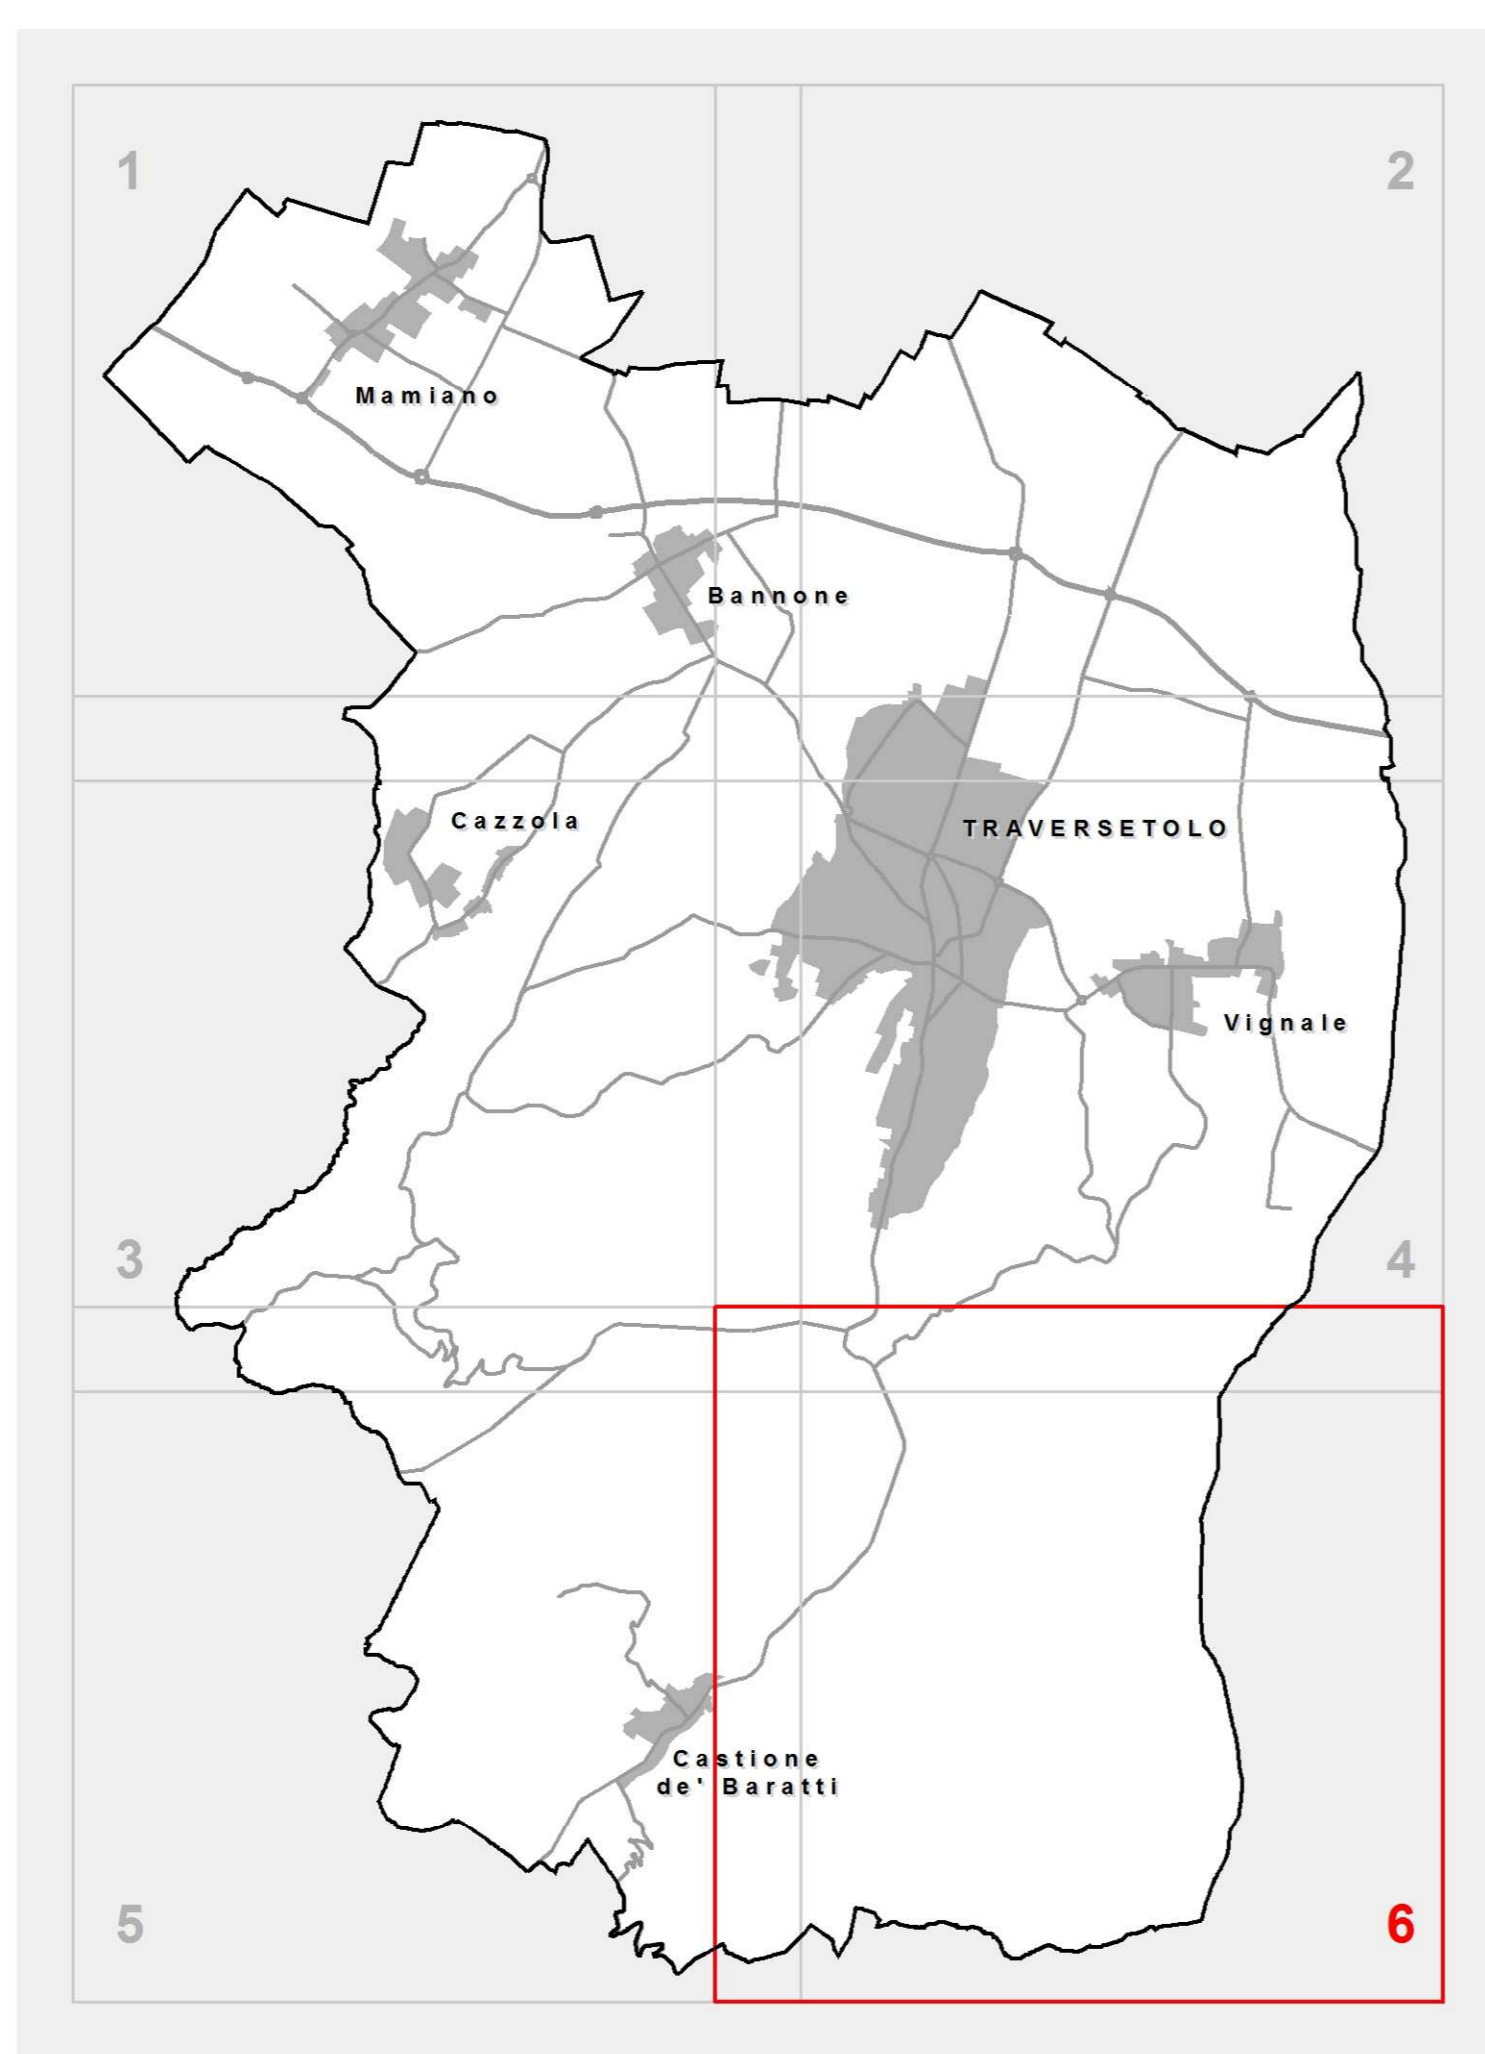 1
2
Mamiano
Bannone
Cazzola
TRAVERSETOLO
Vignale
3
4
Castione
de' Baratti
5
6